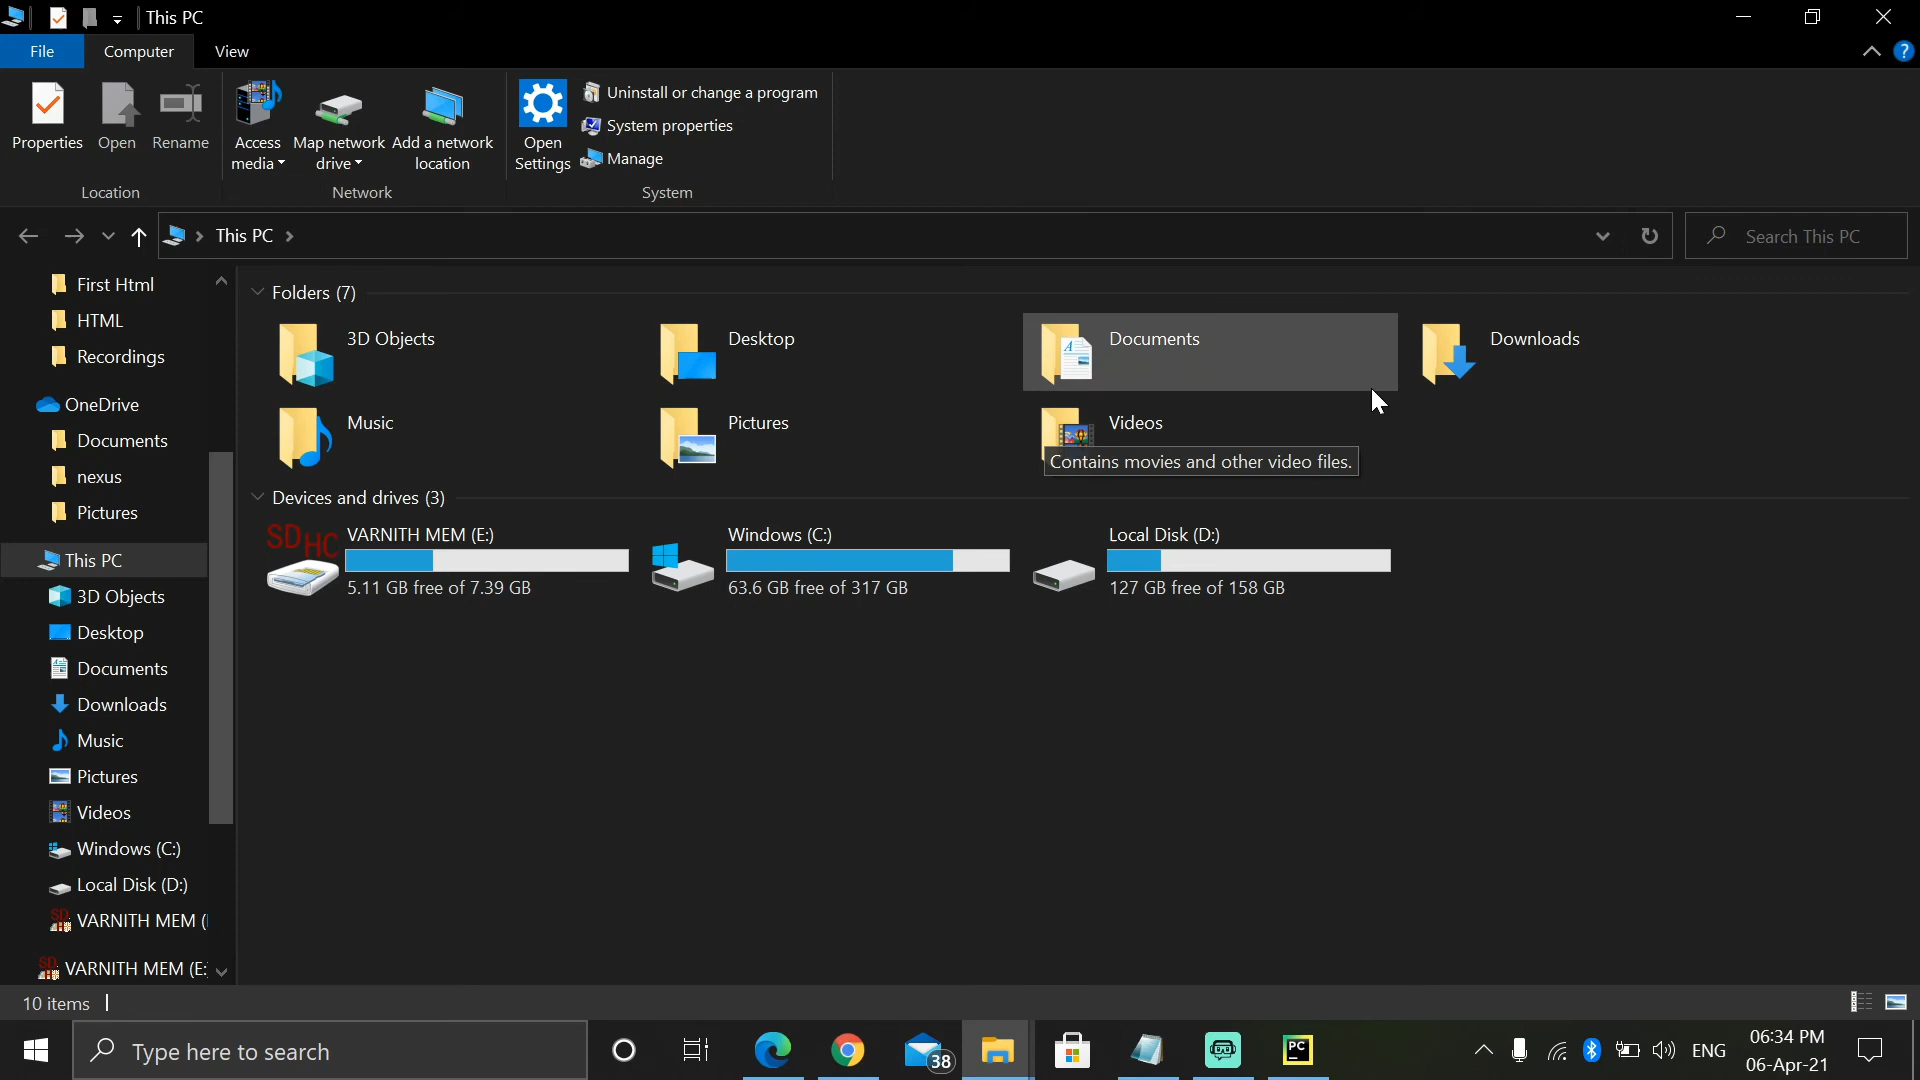 This PC
File
Computer
View
Properties
Open
Rename
Access media
Map network drive
Add a network location
Open Settings
Uninstall or change a program
System properties
Manage
Location
Network
System
This PC
Search This PC
First Html
HTML
Recordings
OneDrive
Documents
nexus
Pictures
This PC
3D Objects
Desktop
Documents
Downloads
Music
Pictures
Videos
Windows (C:)
Local Disk (D:)
VARNITH MEM (
VARNITH MEM (E:
Folders (7)
3D Objects
Desktop
Documents
Downloads
Music
Pictures
Videos
Contains movies and other video files.
Devices and drives (3)
SDHC
VARNITH MEM (E:)
5.11 GB free of 7.39 GB
Windows (C:)
63.6 GB free of 317 GB
Local Disk (D:)
127 GB free of 158 GB
10 items
Type here to search
38
PC
ENG
06:34 PM
06-Apr-21